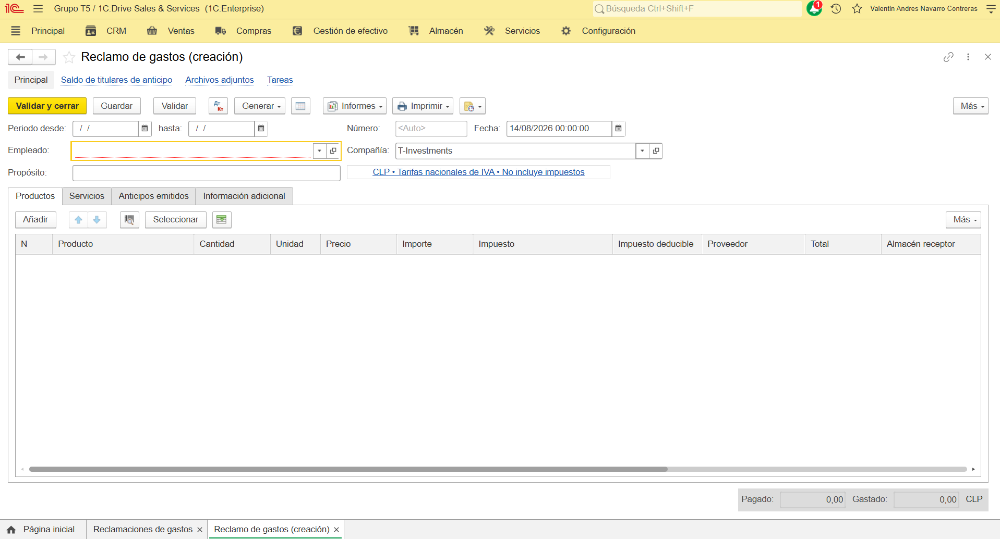 1C Grupo T5 / 1C:Drive Sales & Services (1C:Enterprise) Búsqueda Ctrl+Shift+F 1 Valentin Andres Navarro Contreras
Principal CRM Ventas Compras Gestión de efectivo Almacén Servicios Configuración
Reclamo de gastos (creación)
Principal Saldo de titulares de anticipo Archivos adjuntos Tareas
Validar y cerrar Guardar Validar Дт Кт Generar Informes Imprimir Más
Periodo desde: / / hasta: / / Número: <Auto> Fecha: 14/08/2026 00:00:00
Empleado: Compañía: T-Investments
Propósito: CLP • Tarifas nacionales de IVA • No incluye impuestos
Productos Servicios Anticipos emitidos Información adicional
Añadir Seleccionar Más
N Producto Cantidad Unidad Precio Importe Impuesto Impuesto deducible Proveedor Total Almacén receptor
Pagado: 0,00 Gastado: 0,00 CLP
Página inicial Reclamaciones de gastos × Reclamo de gastos (creación) ×